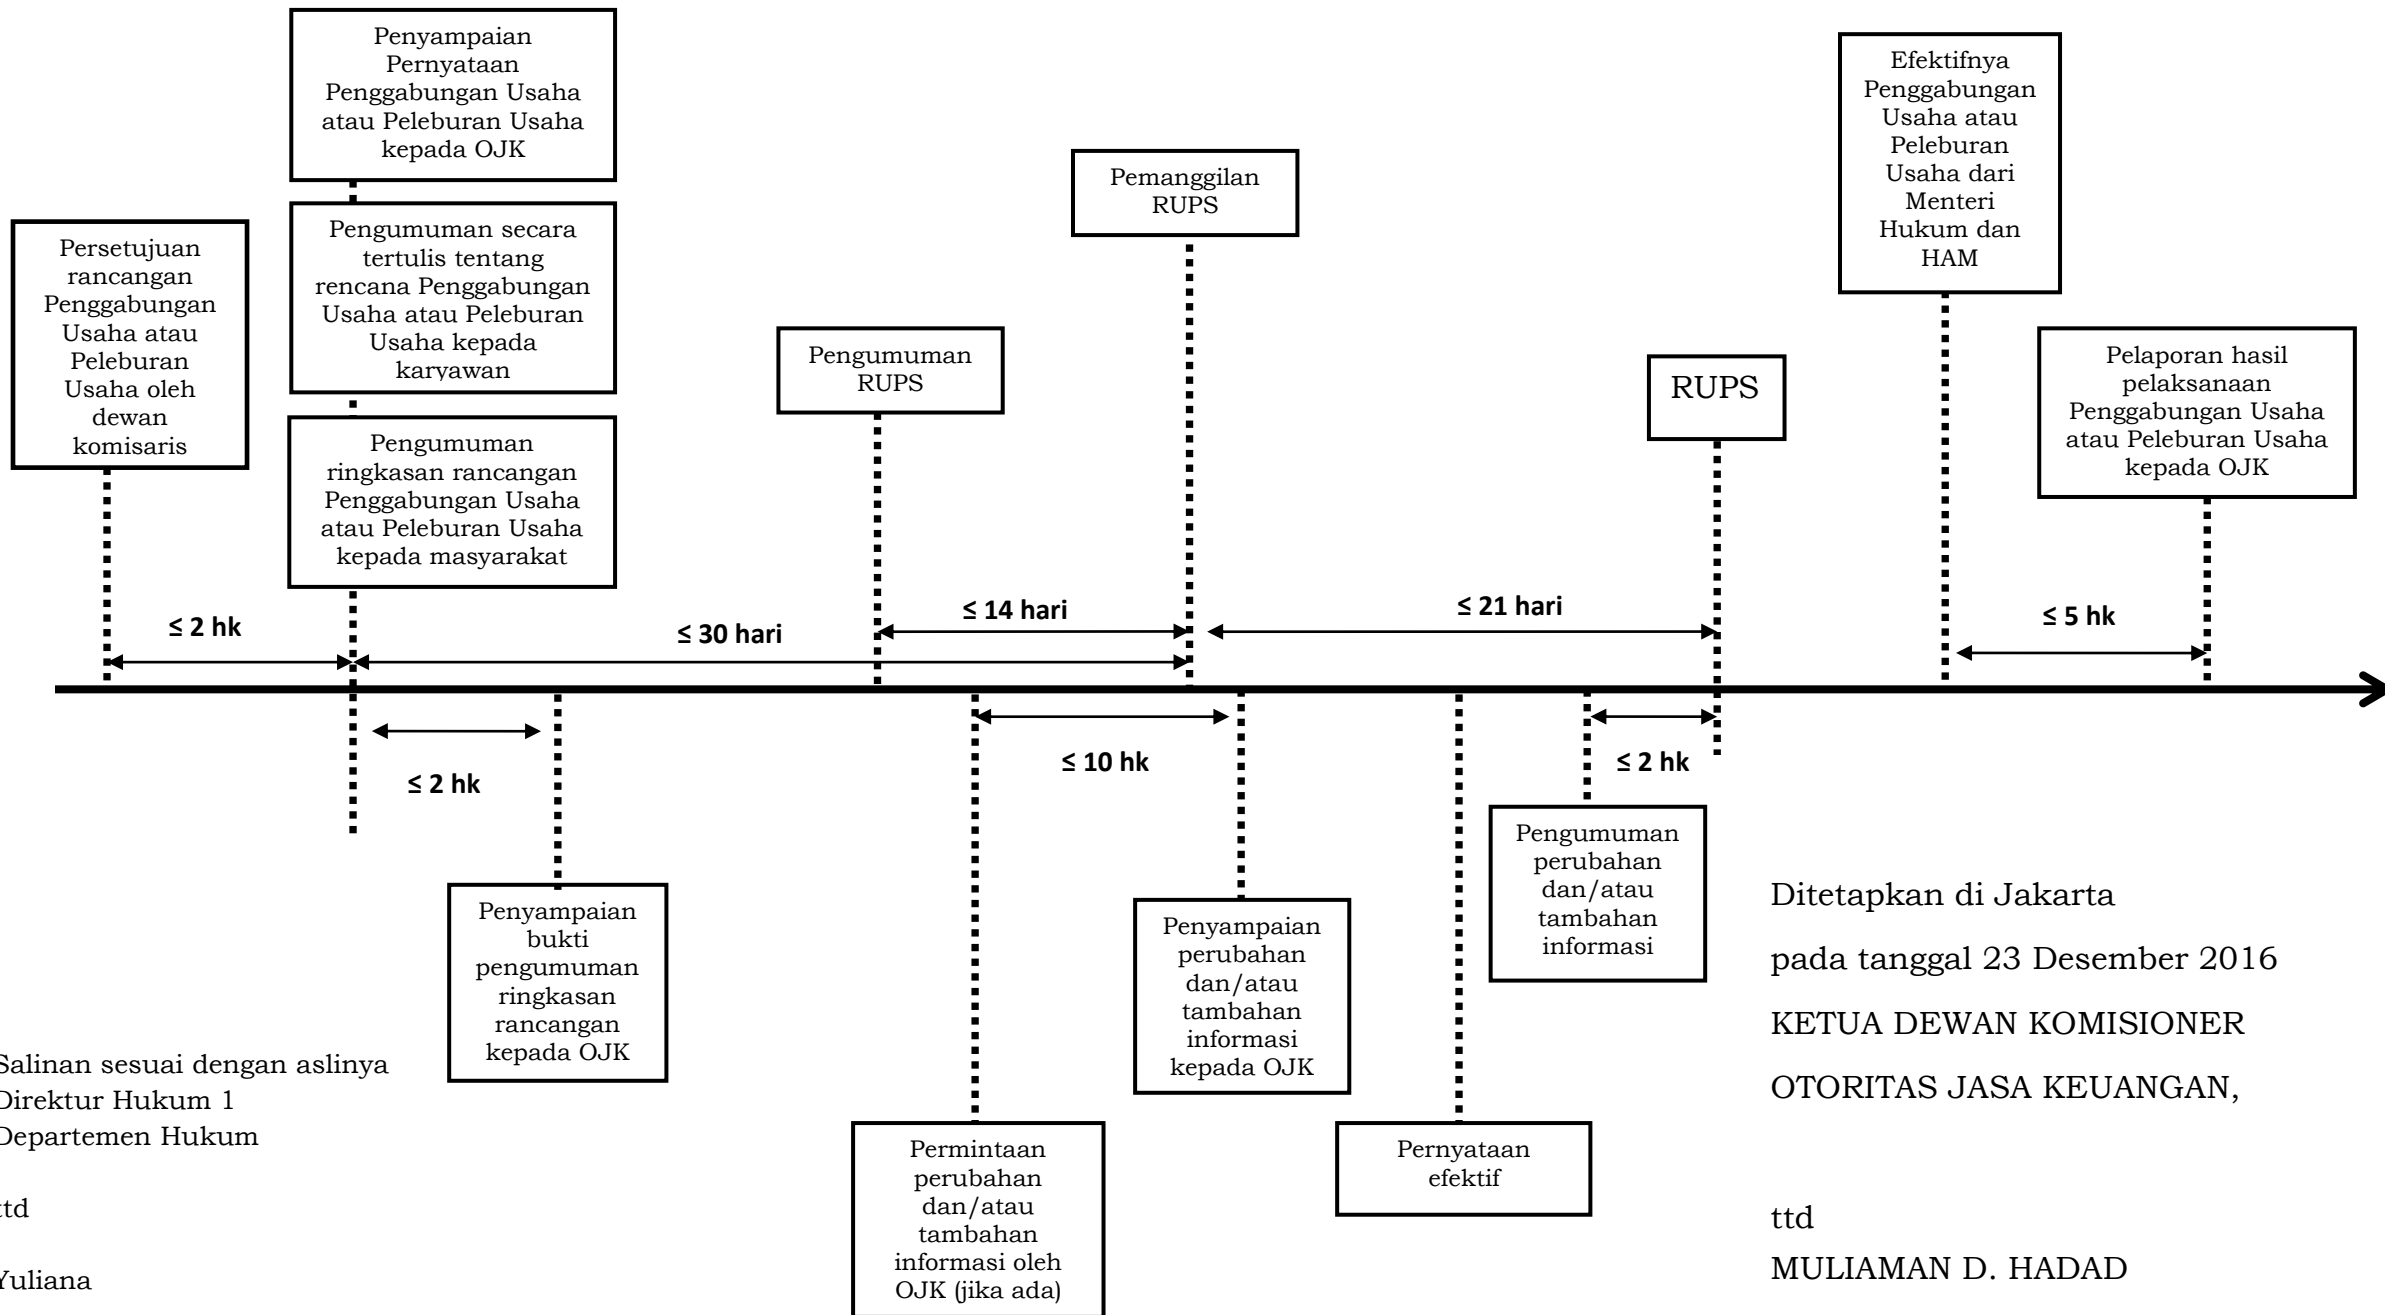 Penyampaian
Pernyataan
Penggabungan Usaha
atau Peleburan Usaha
kepada OJK
Efektifnya
Penggabungan
Usaha atau
Peleburan
Usaha dari
Menteri
Hukum dan
HAM
Pemanggilan
RUPS
Persetujuan
rancangan
Penggabungan
Usaha atau
Peleburan
Usaha oleh
dewan
komisaris
Pengumuman secara
tertulis tentang
rencana Penggabungan
Usaha atau Peleburan
Usaha kepada
karyawan
Pengumuman
RUPS
RUPS
Pelaporan hasil
pelaksanaan
Penggabungan Usaha
atau Peleburan Usaha
kepada OJK
Pengumuman
ringkasan rancangan
Penggabungan Usaha
atau Peleburan Usaha
kepada masyarakat
≤ 2 hk
≤ 30 hari
≤ 14 hari
≤ 21 hari
≤ 5 hk
≤ 2 hk
≤ 10 hk
≤ 2 hk
Penyampaian
bukti
pengumuman
ringkasan
rancangan
kepada OJK
Permintaan
perubahan
dan/atau
tambahan
informasi oleh
OJK (jika ada)
Penyampaian
perubahan
dan/atau
tambahan
informasi
kepada OJK
Pernyataan
efektif
Pengumuman
perubahan
dan/atau
tambahan
informasi
Ditetapkan di Jakarta
pada tanggal 23 Desember 2016
KETUA DEWAN KOMISIONER
OTORITAS JASA KEUANGAN,
ttd
MULIAMAN D. HADAD
Salinan sesuai dengan aslinya
Direktur Hukum 1
Departemen Hukum
ttd
Yuliana